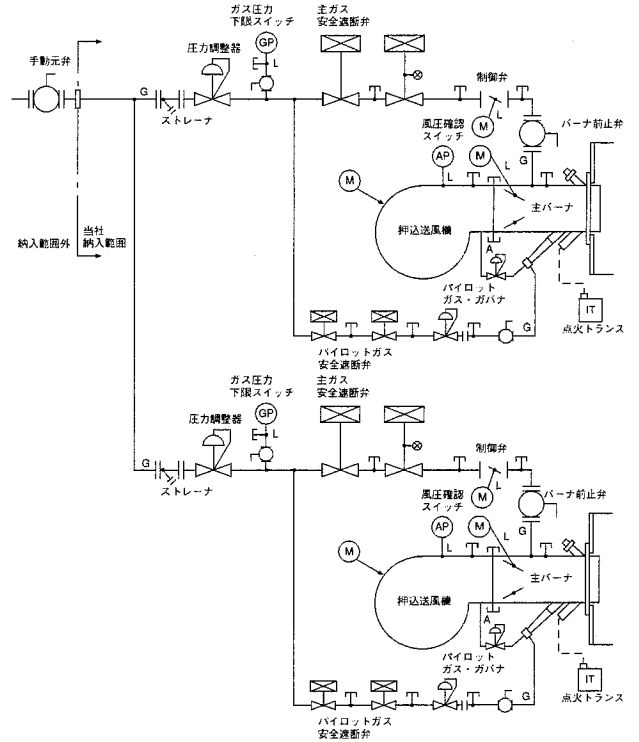 ガス圧力
下限スイッチ
主ガス
安全遮断弁
GP
圧力調整器
L
手動元弁
G
ストレーナ
制御弁
L
M
バーナ前止弁
風圧確認
スイッチ
AP
L
M
L
G
M
主バーナ
押込送風機
A
納入範囲外
当社
納入範囲
パイロット
ガス・ガバナ
G
IT
点火トランス
パイロットガス
安全遮断弁
ガス圧力
下限スイッチ
主ガス
安全遮断弁
GP
圧力調整器
L
G
ストレーナ
制御弁
L
M
バーナ前止弁
風圧確認
スイッチ
AP
L
M
L
G
M
主バーナ
押込送風機
A
パイロット
ガス・ガバナ
G
IT
点火トランス
パイロットガス
安全遮断弁